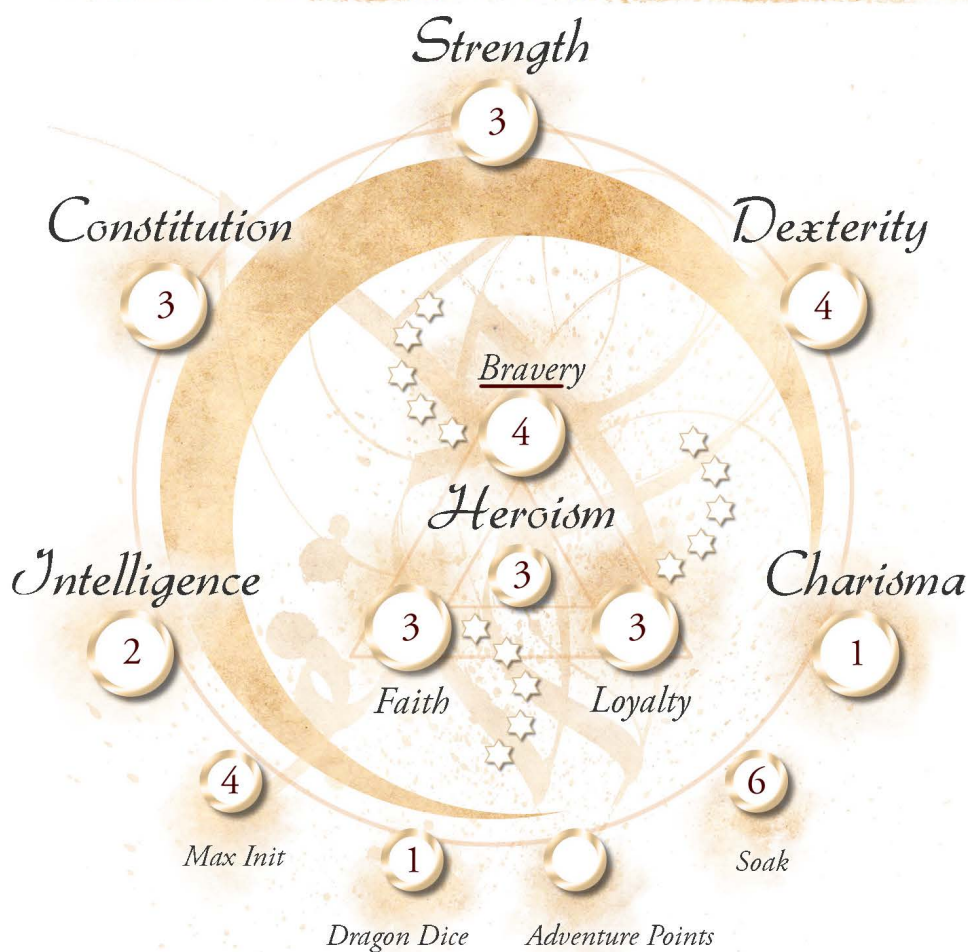 Strength
3
Constitution
Dexterity
3
4
Bravery
4
Heroism
3
Intelligence
Charisma
3
3
2
1
Faith
Loyalty
4
6
Max Init
Soak
1
Dragon Dice
Adventure Points